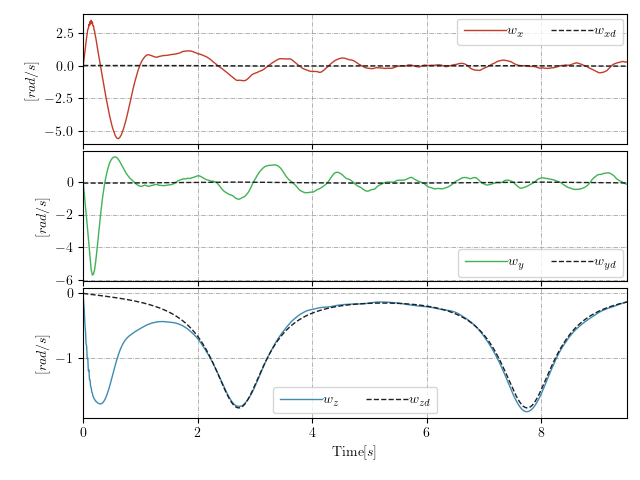 2.5
0.0
−2.5
−5.0
[rad/s]
w_x w_xd
0
−2
−4
−6
[rad/s]
w_y w_yd
0
−1
[rad/s]
w_z w_zd
0 2 4 6 8
Time[s]